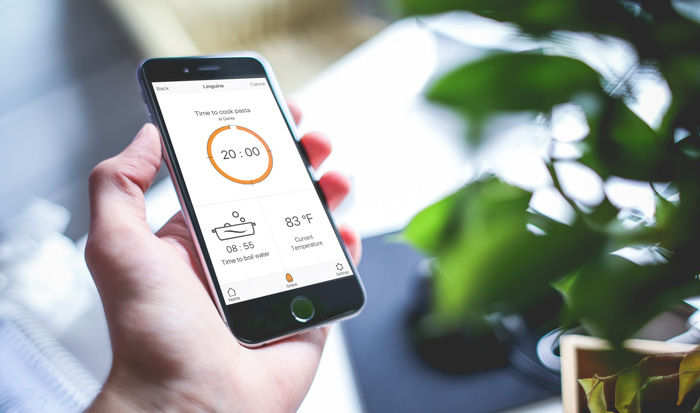 Back Linguine Cancel
Time to cook pasta
Al Dente
20 : 00
08 : 55
Time to boil water
83 °F
Current
Temperature
Home
Online
Settings